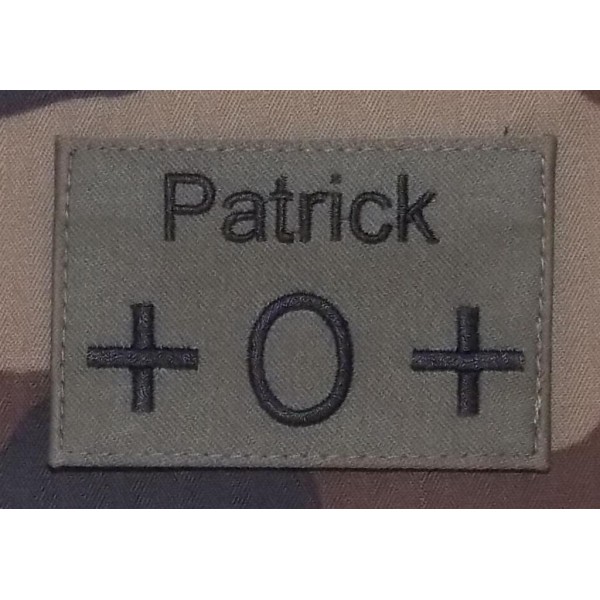 Patrick
+ O +